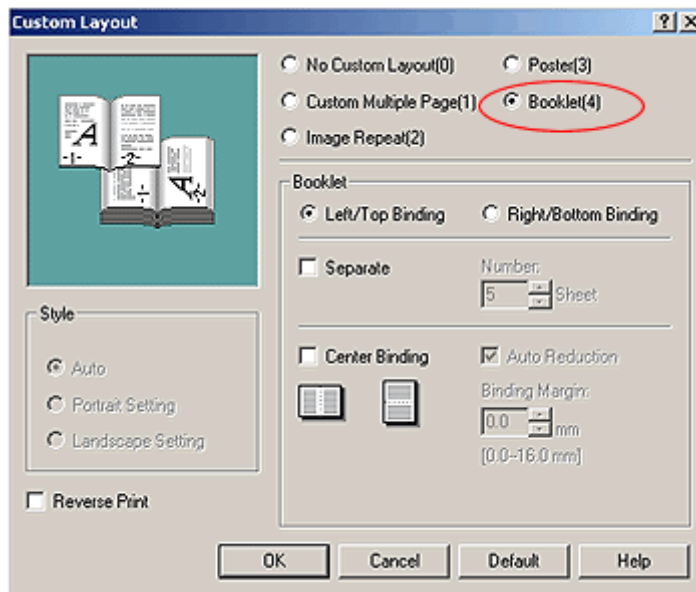 Custom Layout
No Custom Layout(0)
Poster(3)
Custom Multiple Page(1)
Booklet(4)
Image Repeat(2)
A
-1-
-2-
Booklet
Left/Top Binding
Right/Bottom Binding
Separate
Number:
5 Sheet
Style
Auto
Portrait Setting
Landscape Setting
Center Binding
Auto Reduction
Binding Margin:
0.0 mm
[0.0~16.0 mm]
Reverse Print
OK
Cancel
Default
Help